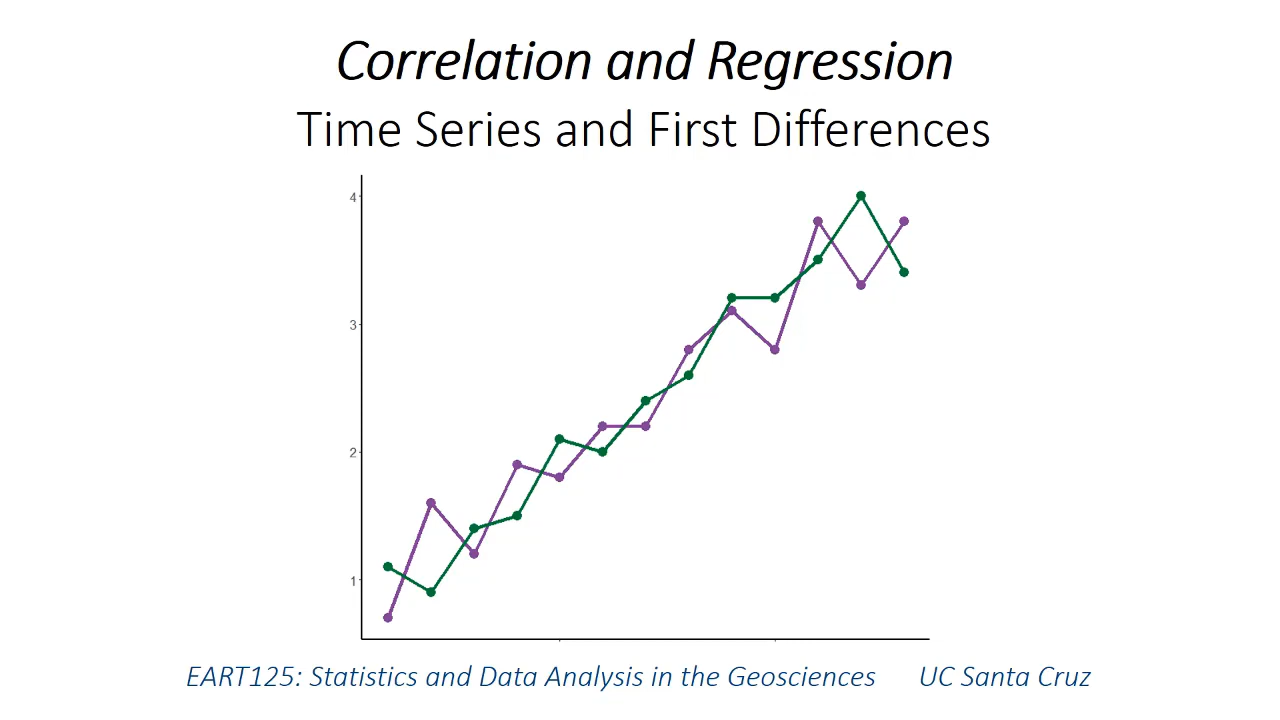 Correlation and Regression
Time Series and First Differences
4
3
2
1
EART125: Statistics and Data Analysis in the Geosciences UC Santa Cruz